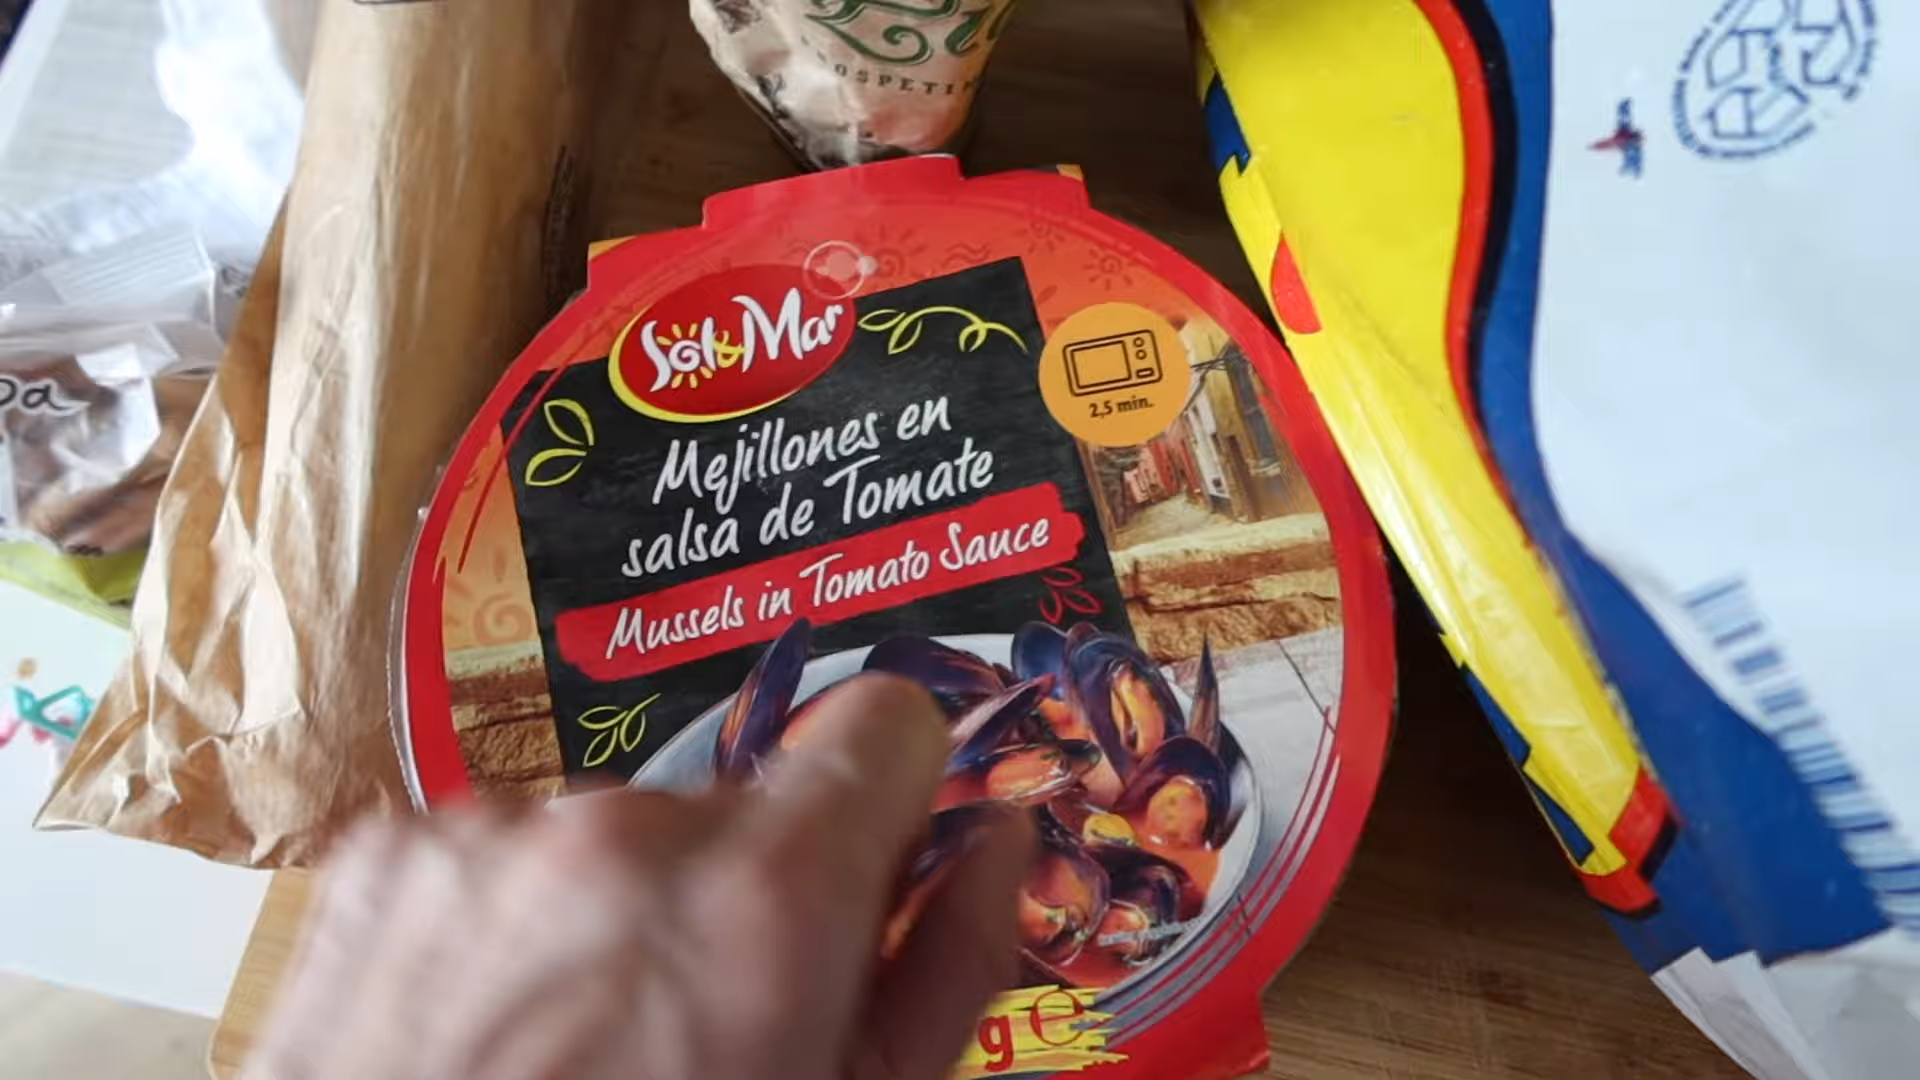 Sol&Mar
2,5 min.
Mejillones en
salsa de Tomate
Mussels in Tomato Sauce
g e